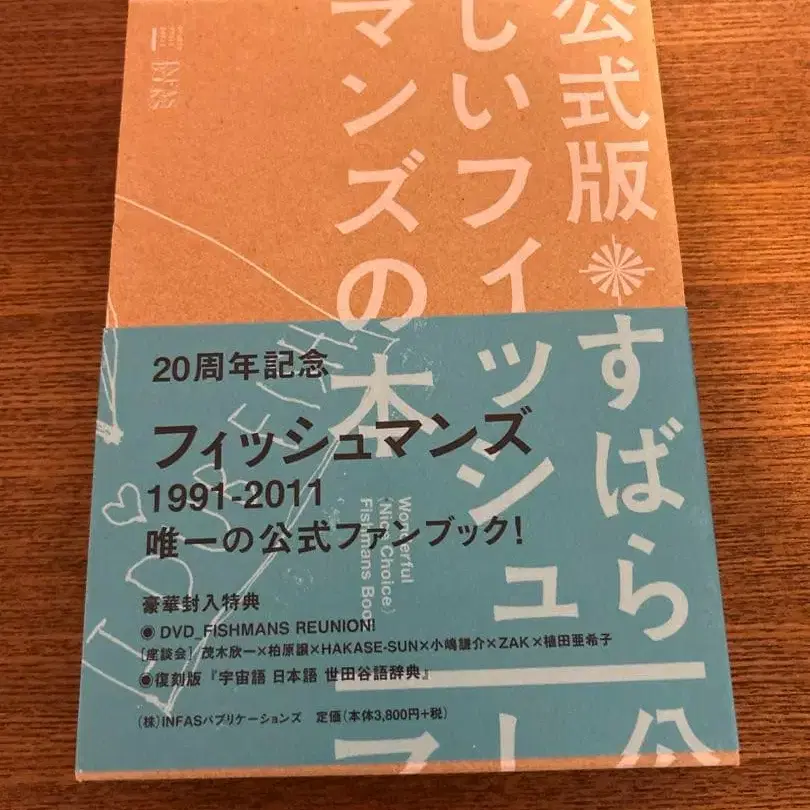 公式版 すばら
しいフィッシュ
マンズの本
INFAS
20周年記念
フィッシュマンズ
1991-2011
唯一の公式ファンブック!
Wonderful
(Nice Choice)
Fishmans Boo
豪華封入特典
● DVD_FISHMANS REUNION!
[座談会] 茂木欣一×柏原譲×HAKASE-SUN×小嶋謙介×ZAK×植田亜希子
●復刻版『宇宙語 日本語 世田谷語辞典』
(株)INFASパブリケーションズ 定価(本体3,800円+税)